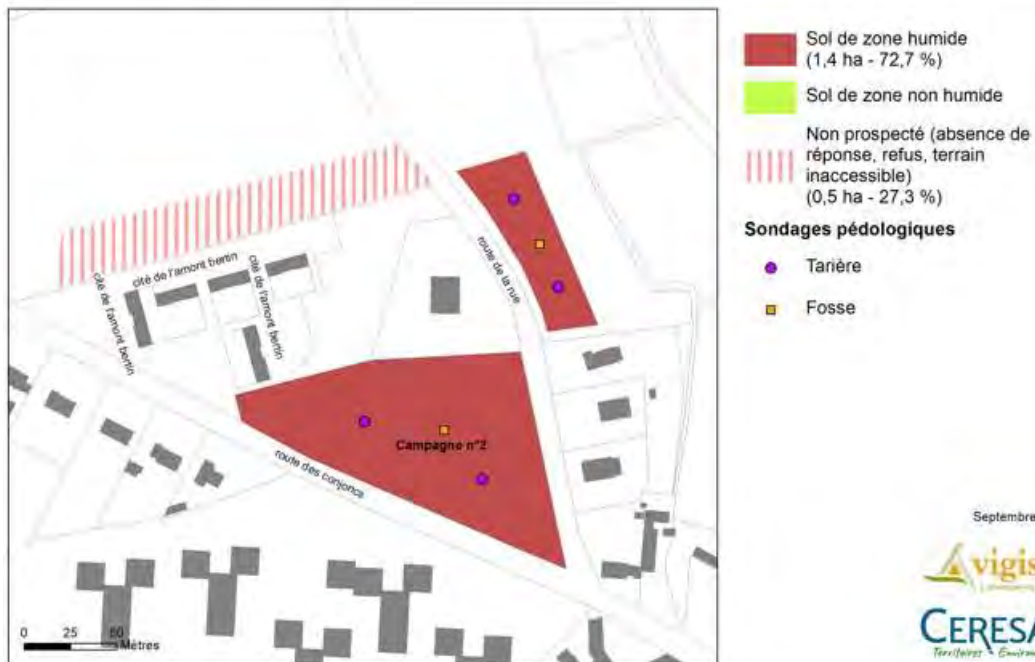 Sol de zone humide
(1,4 ha - 72,7 %)
Sol de zone non humide
Non prospecté (absence de
réponse, refus, terrain
inaccessible)
(0,5 ha - 27,3 %)
Sondages pédologiques
Tarière
Fosse
cité de l'amont bertin
cité de l'amont bertin
cité de l'amont bertin
route de la rue
Campagne n°2
route des conjoncs
0 25 50
Mètres
Septembre
vigis
CERESA
Territoires Environ